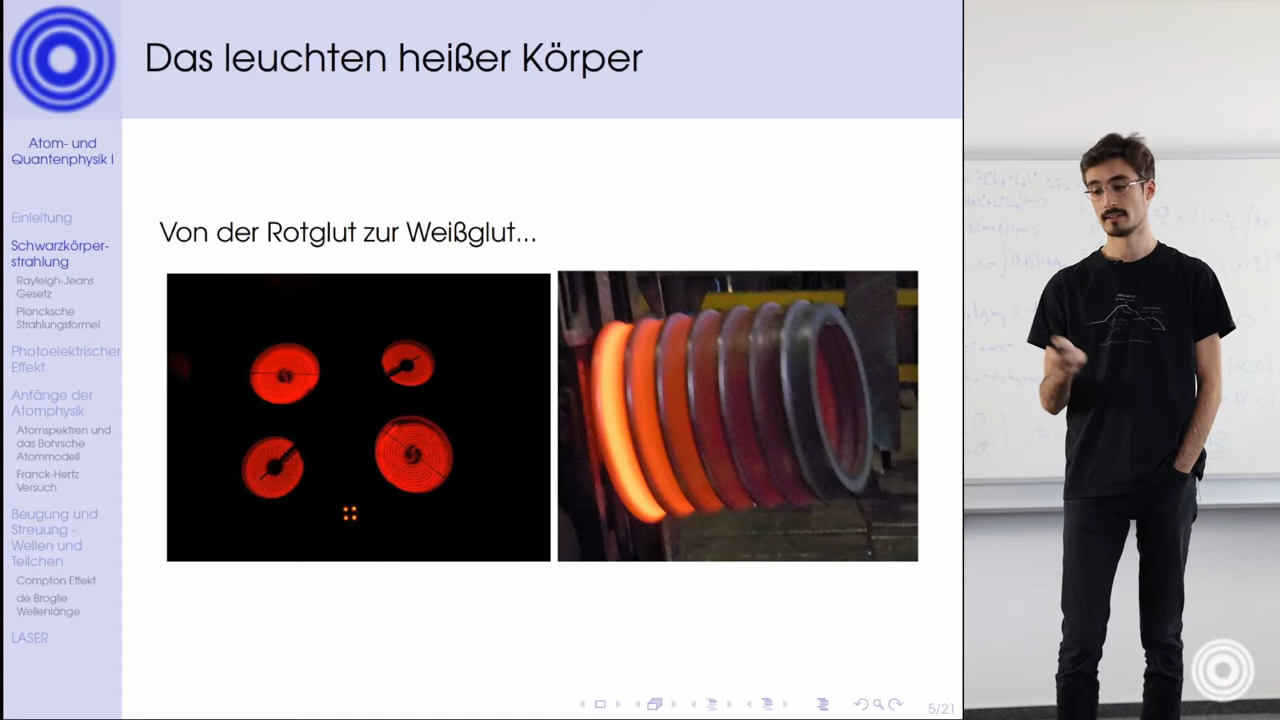 Das leuchten heißer Körper
Atom- und
Quantenphysik I
Einleitung
Schwarzkörper-
strahlung
Rayleigh-Jeans
Gesetz
Plancksche
Strahlungsformel
Photoelektrischer
Effekt
Anfänge der
Atomphysik
Atomspektren und
das Bohrsche
Atommodell
Franck-Hertz
Versuch
Beugung und
Streuung -
Wellen und
Teilchen
Compton Effekt
de Broglie
Wellenlänge
LASER
Von der Rotglut zur Weißglut...
5/21